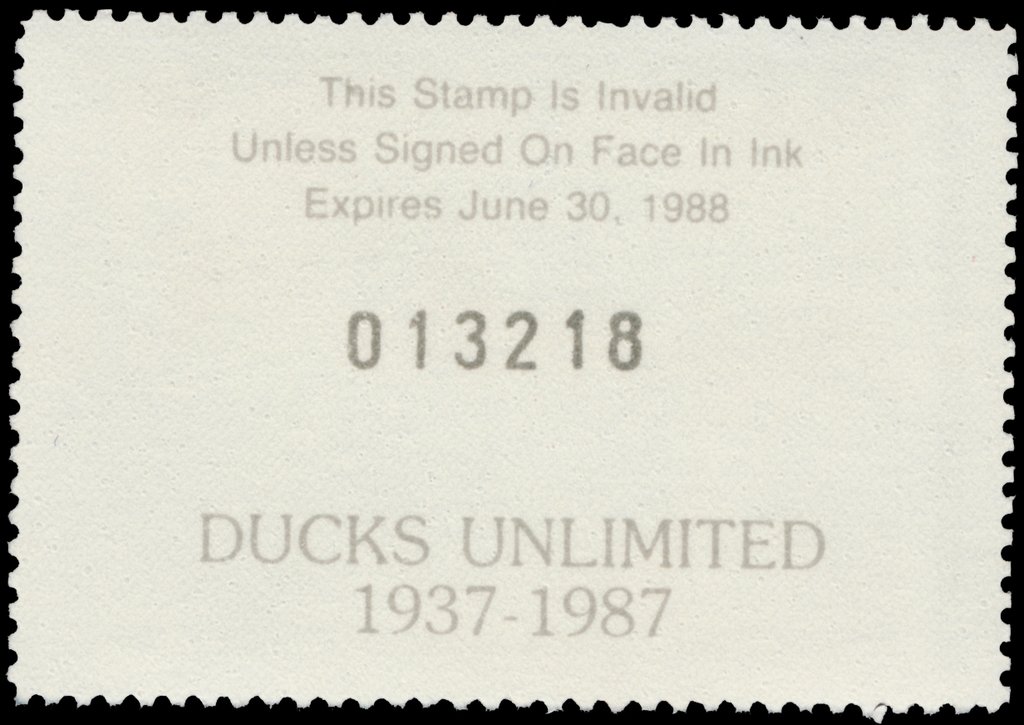 This Stamp Is Invalid
Unless Signed On Face In Ink
Expires June 30, 1988
013218
DUCKS UNLIMITED
1937-1987